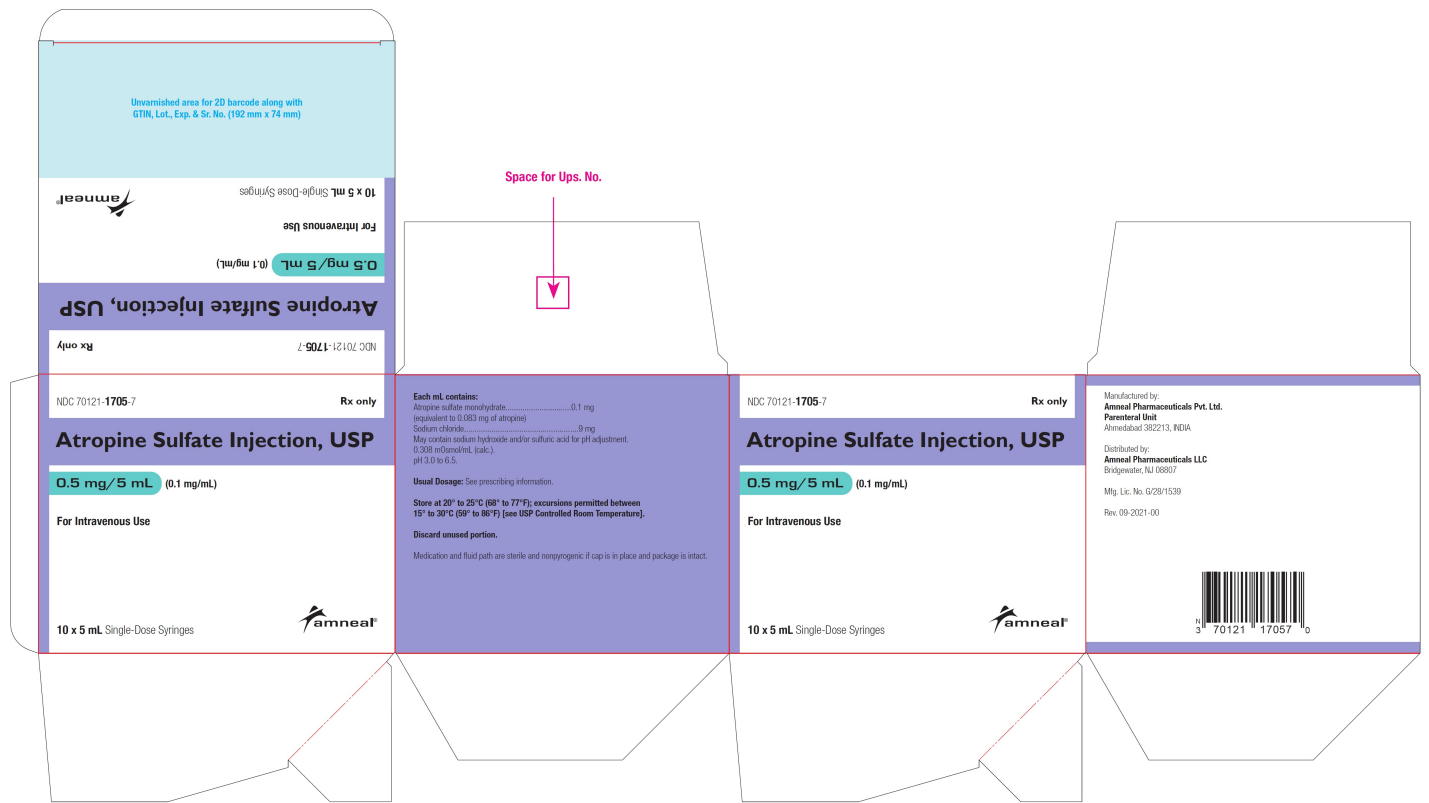 Unvarnished area for 2D barcode along with
GTIN, Lot., Exp. & Sr. No. (192 mm x 74 mm)
10 x 5 mL Single-Dose Syringes
amneal®
For Intravenous Use
0.5 mg/5 mL (0.1 mg/mL)
Atropine Sulfate Injection, USP
NDC 70121-1705-7 Rx only
Space for Ups. No.
NDC 70121-1705-7 Rx only
Atropine Sulfate Injection, USP
0.5 mg/5 mL (0.1 mg/mL)
For Intravenous Use
10 x 5 mL Single-Dose Syringes
amneal®
Each mL contains:
Atropine sulfate monohydrate...............................0.1 mg
(equivalent to 0.083 mg of atropine)
Sodium chloride.....................................................9 mg
May contain sodium hydroxide and/or sulfuric acid for pH adjustment.
0.308 mOsmol/mL (calc.).
pH 3.0 to 6.5.
Usual Dosage: See prescribing information.
Store at 20° to 25°C (68° to 77°F); excursions permitted between
15° to 30°C (59° to 86°F) [see USP Controlled Room Temperature].
Discard unused portion.
Medication and fluid path are sterile and nonpyrogenic if cap is in place and package is intact.
NDC 70121-1705-7 Rx only
Atropine Sulfate Injection, USP
0.5 mg/5 mL (0.1 mg/mL)
For Intravenous Use
10 x 5 mL Single-Dose Syringes
amneal®
Manufactured by:
Amneal Pharmaceuticals Pvt. Ltd.
Parenteral Unit
Ahmedabad 382213, INDIA
Distributed by:
Amneal Pharmaceuticals LLC
Bridgewater, NJ 08807
Mfg. Lic. No. G/28/1539
Rev. 09-2021-00
N
3 70121 17057 0